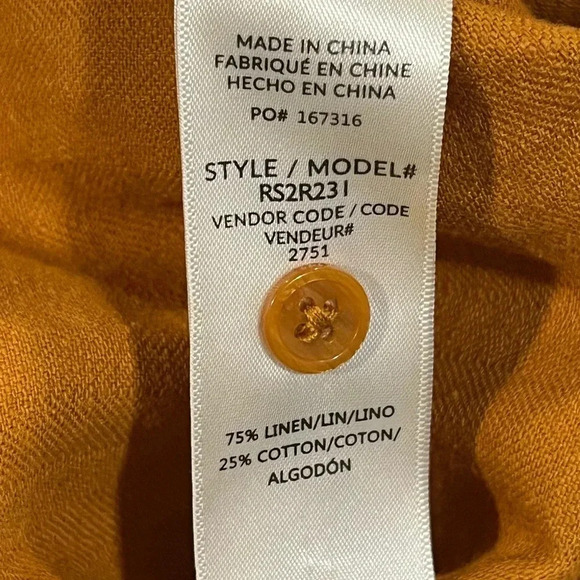 MADE IN CHINA
FABRIQUÉ EN CHINE
HECHO EN CHINA
PO# 167316
STYLE / MODEL#
RS2R231
VENDOR CODE / CODE
VENDEUR#
2751
75% LINEN/LIN/LINO
25% COTTON/COTON/
ALGODÓN